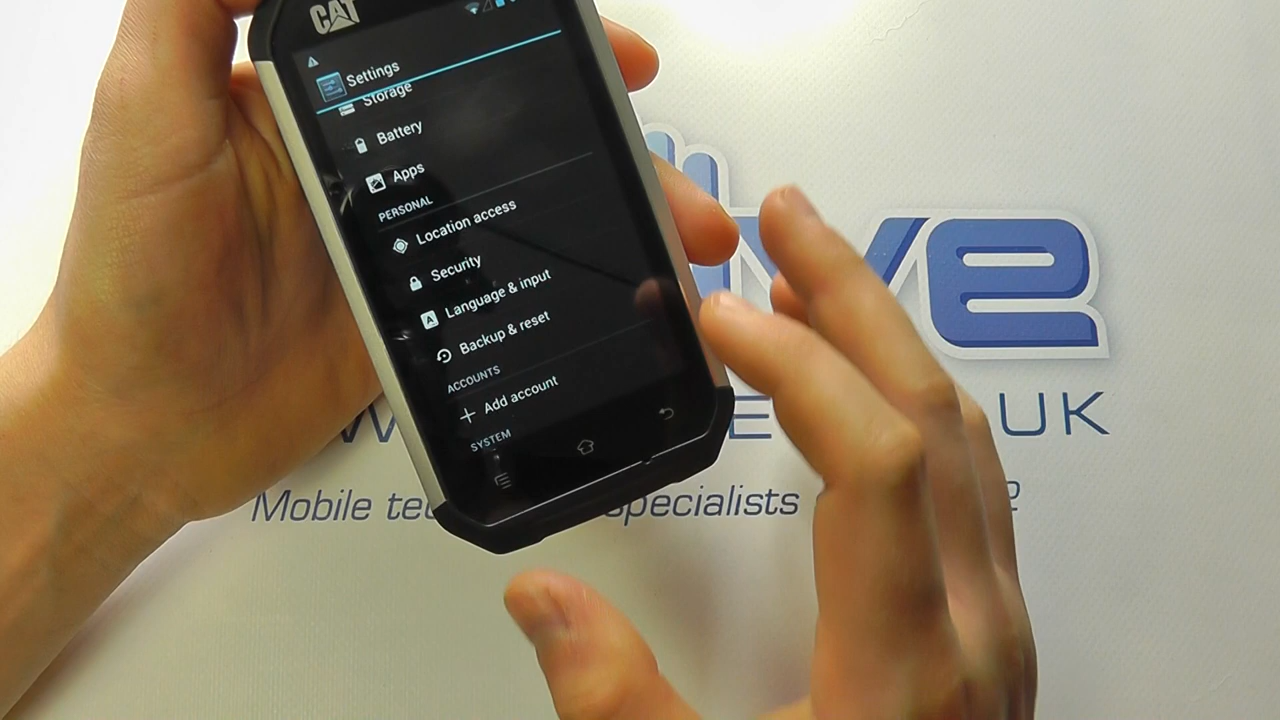 CAT
Settings
Storage
Battery
Apps
PERSONAL
Location access
Security
Language & input
Backup & reset
ACCOUNTS
Add account
SYSTEM
ve
UK
Mobile specialists